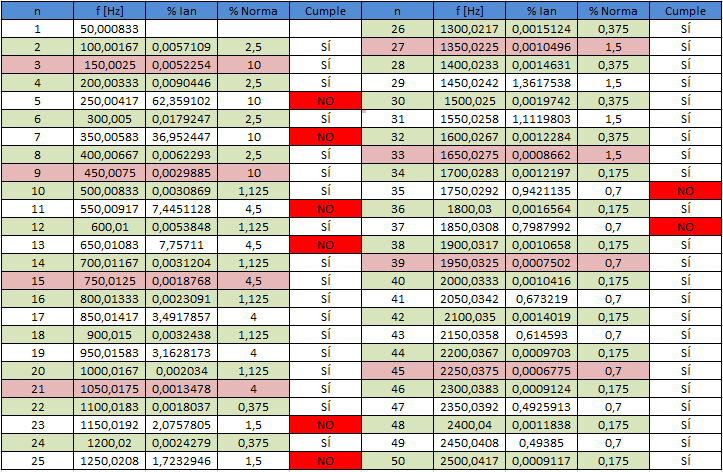 n f [Hz] % Ian % Norma Cumple n f [Hz] % Ian % Norma Cumple
1 50,000833 26 1300,0217 0,0015124 0,375 SÍ
2 100,00167 0,0057109 2,5 SÍ 27 1350,0225 0,0010496 1,5 SÍ
3 150,0025 0,0052254 10 SÍ 28 1400,0233 0,0014631 0,375 SÍ
4 200,00333 0,0090446 2,5 SÍ 29 1450,0242 1,3617538 1,5 SÍ
5 250,00417 62,359102 10 NO 30 1500,025 0,0019742 0,375 SÍ
6 300,005 0,0179247 2,5 SÍ 31 1550,0258 1,1119803 1,5 SÍ
7 350,00583 36,952447 10 NO 32 1600,0267 0,0012284 0,375 SÍ
8 400,00667 0,0062293 2,5 SÍ 33 1650,0275 0,0008662 1,5 SÍ
9 450,0075 0,0029885 10 SÍ 34 1700,0283 0,0012197 0,175 SÍ
10 500,00833 0,0030869 1,125 SÍ 35 1750,0292 0,9421135 0,7 NO
11 550,00917 7,4451128 4,5 NO 36 1800,03 0,0016564 0,175 SÍ
12 600,01 0,0053848 1,125 SÍ 37 1850,0308 0,7987992 0,7 NO
13 650,01083 7,75711 4,5 NO 38 1900,0317 0,0010658 0,175 SÍ
14 700,01167 0,0031204 1,125 SÍ 39 1950,0325 0,0007502 0,7 SÍ
15 750,0125 0,0018768 4,5 SÍ 40 2000,0333 0,0010416 0,175 SÍ
16 800,01333 0,0023091 1,125 SÍ 41 2050,0342 0,673219 0,7 SÍ
17 850,01417 3,4917857 4 SÍ 42 2100,035 0,0014019 0,175 SÍ
18 900,015 0,0032438 1,125 SÍ 43 2150,0358 0,614593 0,7 SÍ
19 950,01583 3,1628173 4 SÍ 44 2200,0367 0,0009703 0,175 SÍ
20 1000,0167 0,002034 1,125 SÍ 45 2250,0375 0,0006775 0,7 SÍ
21 1050,0175 0,0013478 4 SÍ 46 2300,0383 0,0009124 0,175 SÍ
22 1100,0183 0,0018037 0,375 SÍ 47 2350,0392 0,4925913 0,7 SÍ
23 1150,0192 2,0757805 1,5 NO 48 2400,04 0,0011838 0,175 SÍ
24 1200,02 0,0024279 0,375 SÍ 49 2450,0408 0,49385 0,7 SÍ
25 1250,0208 1,7232946 1,5 NO 50 2500,0417 0,0009117 0,175 SÍ